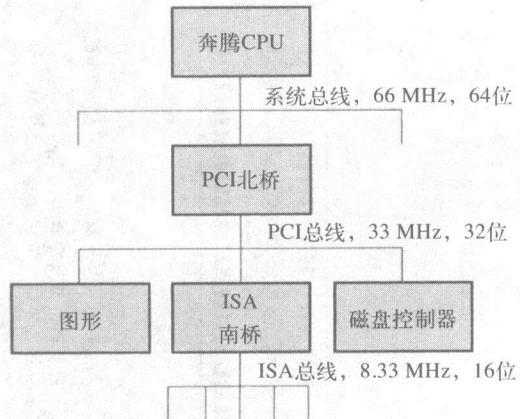 奔腾CPU
系统总线，66 MHz，64位
PCI北桥
PCI总线，33 MHz，32位
图形
ISA
南桥
磁盘控制器
ISA总线，8.33 MHz，16位